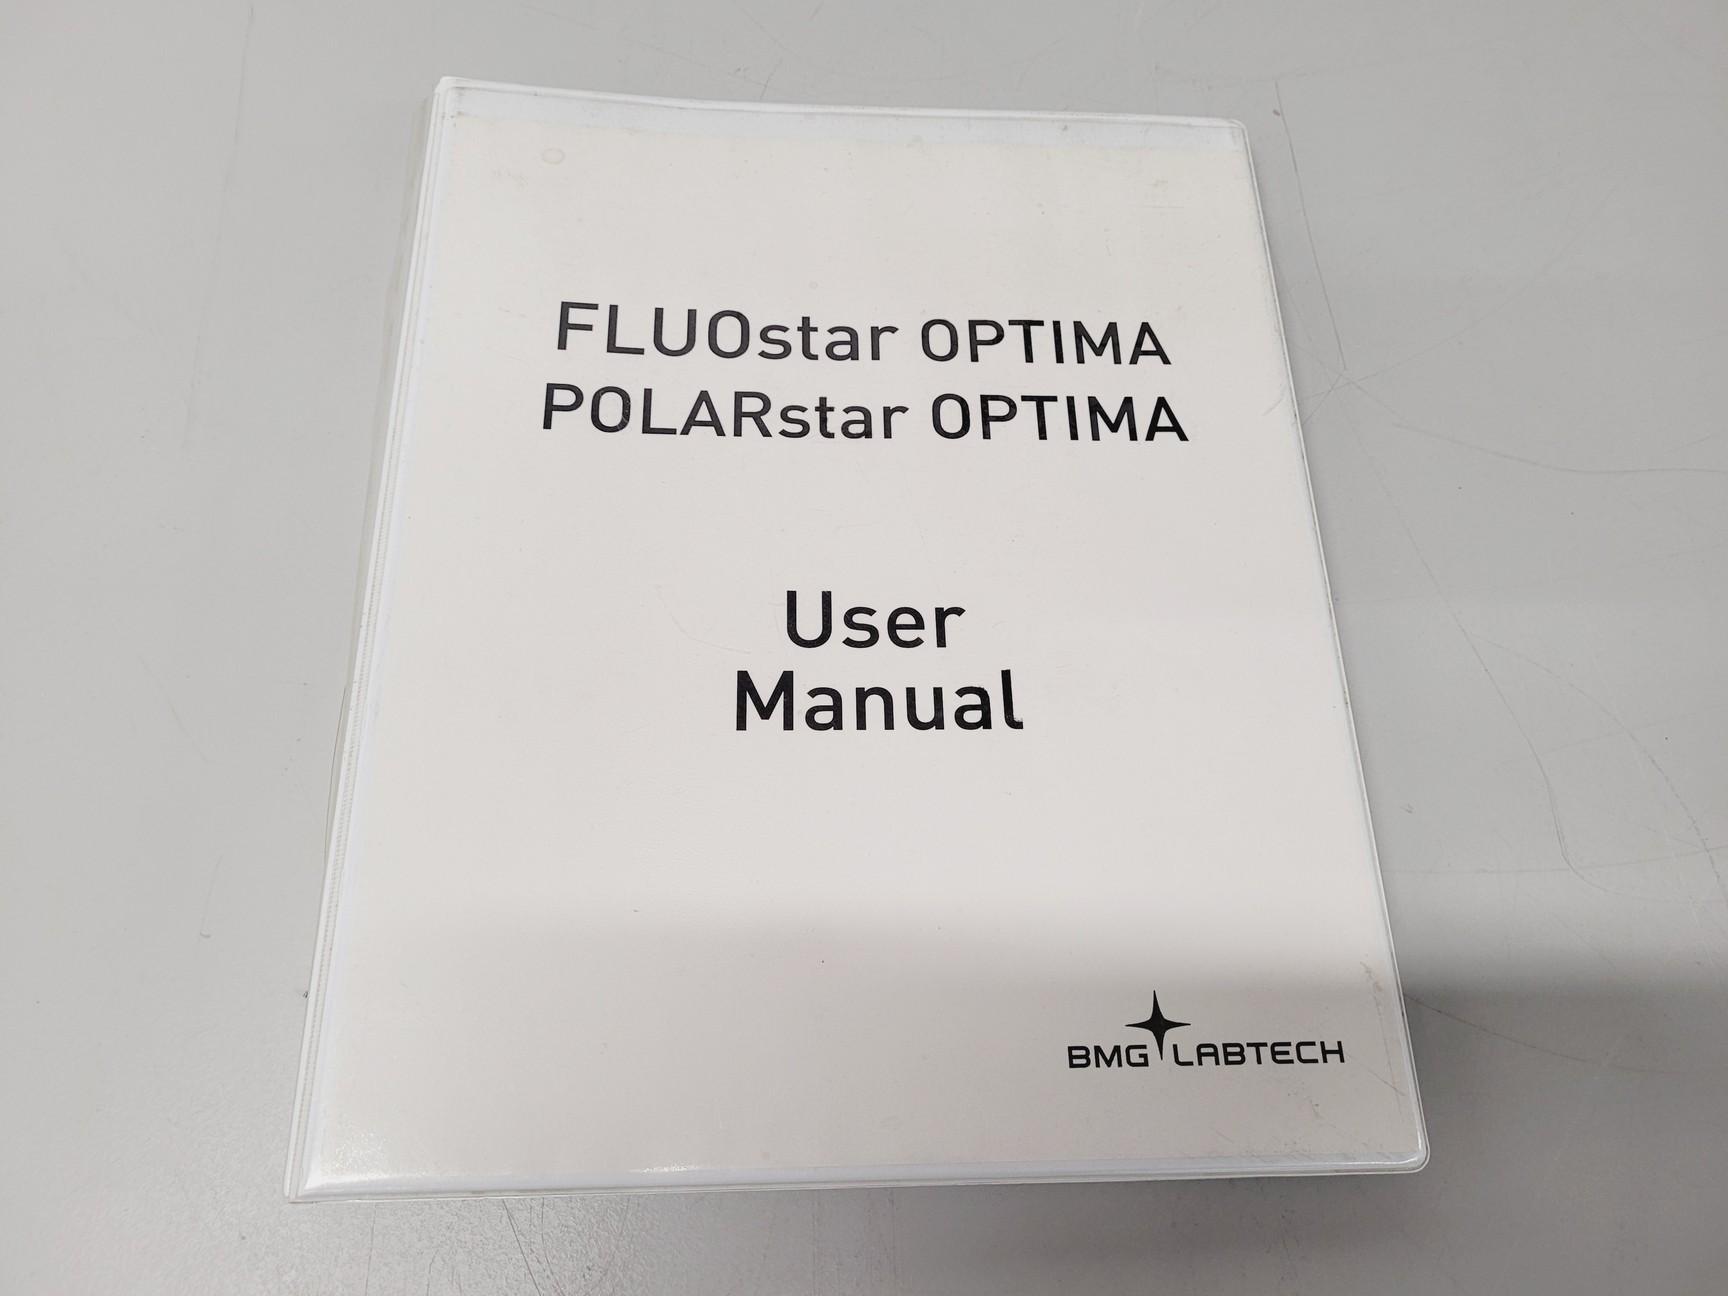 FLUOstar OPTIMA
POLARstar OPTIMA
User
Manual
BMG LABTECH